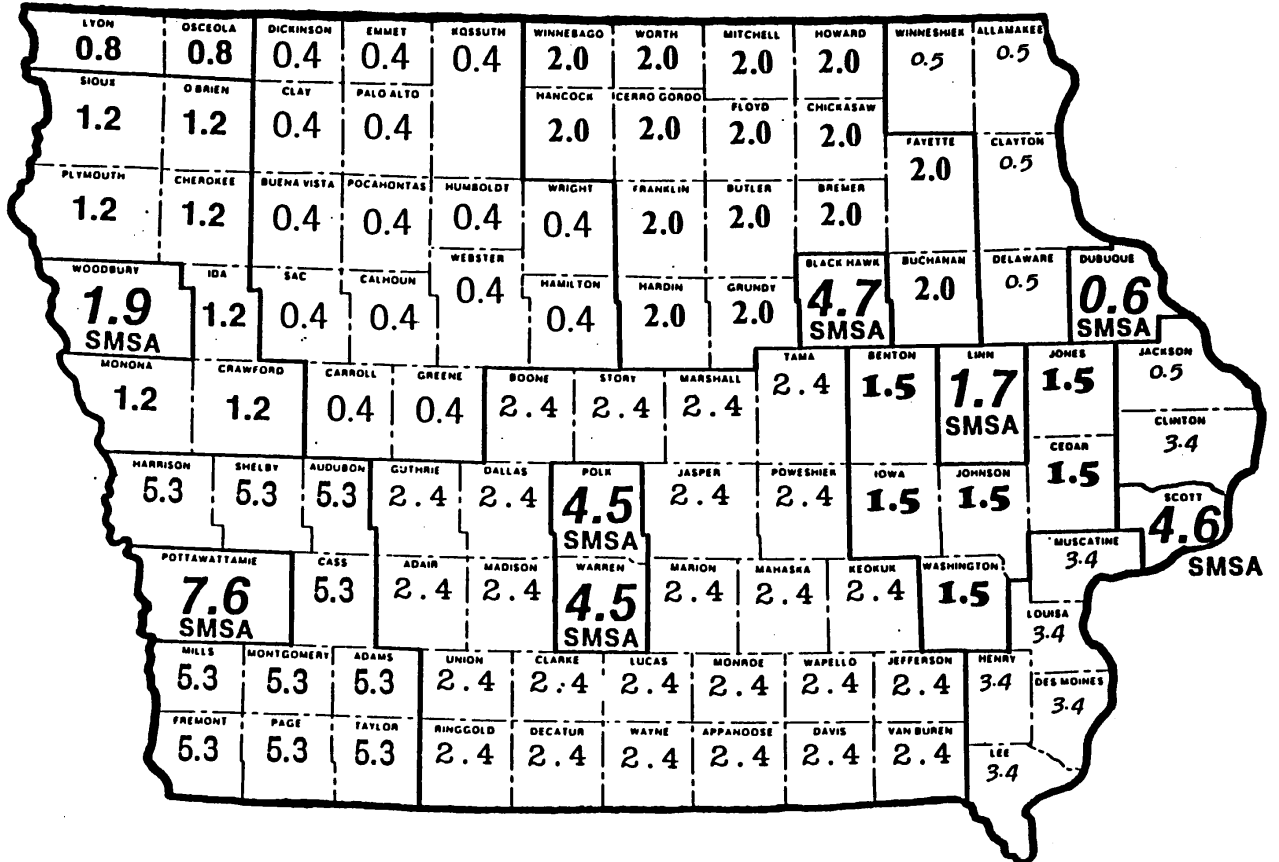 LYON OSCEOLA DICKINSON EMMET KOSSUTH WINNEBAGO WORTH MITCHELL HOWARD WINNESHIEK ALLAMAKEE
0.8 0.8 0.4 0.4 0.4 2.0 2.0 2.0 2.0 0.5 0.5
SIOUX O BRIEN CLAY PALO ALTO HANCOCK CERRO GORDO FLOYD CHICKASAW
1.2 1.2 0.4 0.4 2.0 2.0 2.0 2.0
FAYETTE CLAYTON
2.0 0.5
PLYMOUTH CHEROKEE BUENA VISTA POCAHONTAS HUMBOLDT WRIGHT FRANKLIN BUTLER BREMER
1.2 1.2 0.4 0.4 0.4 0.4 2.0 2.0 2.0
WOODBURY IDA SAC CALHOUN WEBSTER HAMILTON HARDIN GRUNDY BLACK HAWK BUCHANAN DELAWARE DUBUQUE
1.9 1.2 0.4 0.4 0.4 0.4 2.0 2.0 4.7 2.0 0.5 0.6
SMSA SMSA SMSA
MONONA CRAWFORD CARROLL GREENE BOONE STORY MARSHALL TAMA BENTON LINN JONES JACKSON
1.2 1.2 0.4 0.4 2.4 2.4 2.4 2.4 1.5 1.7 1.5 0.5
SMSA
CLINTON
3.4
CEDAR
1.5
HARRISON SHELBY AUDUBON GUTHRIE DALLAS POLK JASPER POWESHIEK IOWA JOHNSON SCOTT
5.3 5.3 5.3 2.4 2.4 4.5 2.4 2.4 1.5 1.5 4.6
SMSA SMSA
MUSCATINE
3.4
POTTAWATTAMIE CASS ADAIR MADISON WARREN MARION MAHASKA KEOKUK WASHINGTON
7.6 5.3 2.4 2.4 4.5 2.4 2.4 2.4 1.5
SMSA SMSA
LOUISA
3.4
MILLS MONTGOMERY ADAMS UNION CLARKE LUCAS MONROE WAPELLO JEFFERSON HENRY DES MOINES
5.3 5.3 5.3 2.4 2.4 2.4 2.4 2.4 2.4 3.4 3.4
FREMONT PAGE TAYLOR RINGGOLD DECATUR WAYNE APPANOOSE DAVIS VAN BUREN LEE
5.3 5.3 5.3 2.4 2.4 2.4 2.4 2.4 2.4 3.4